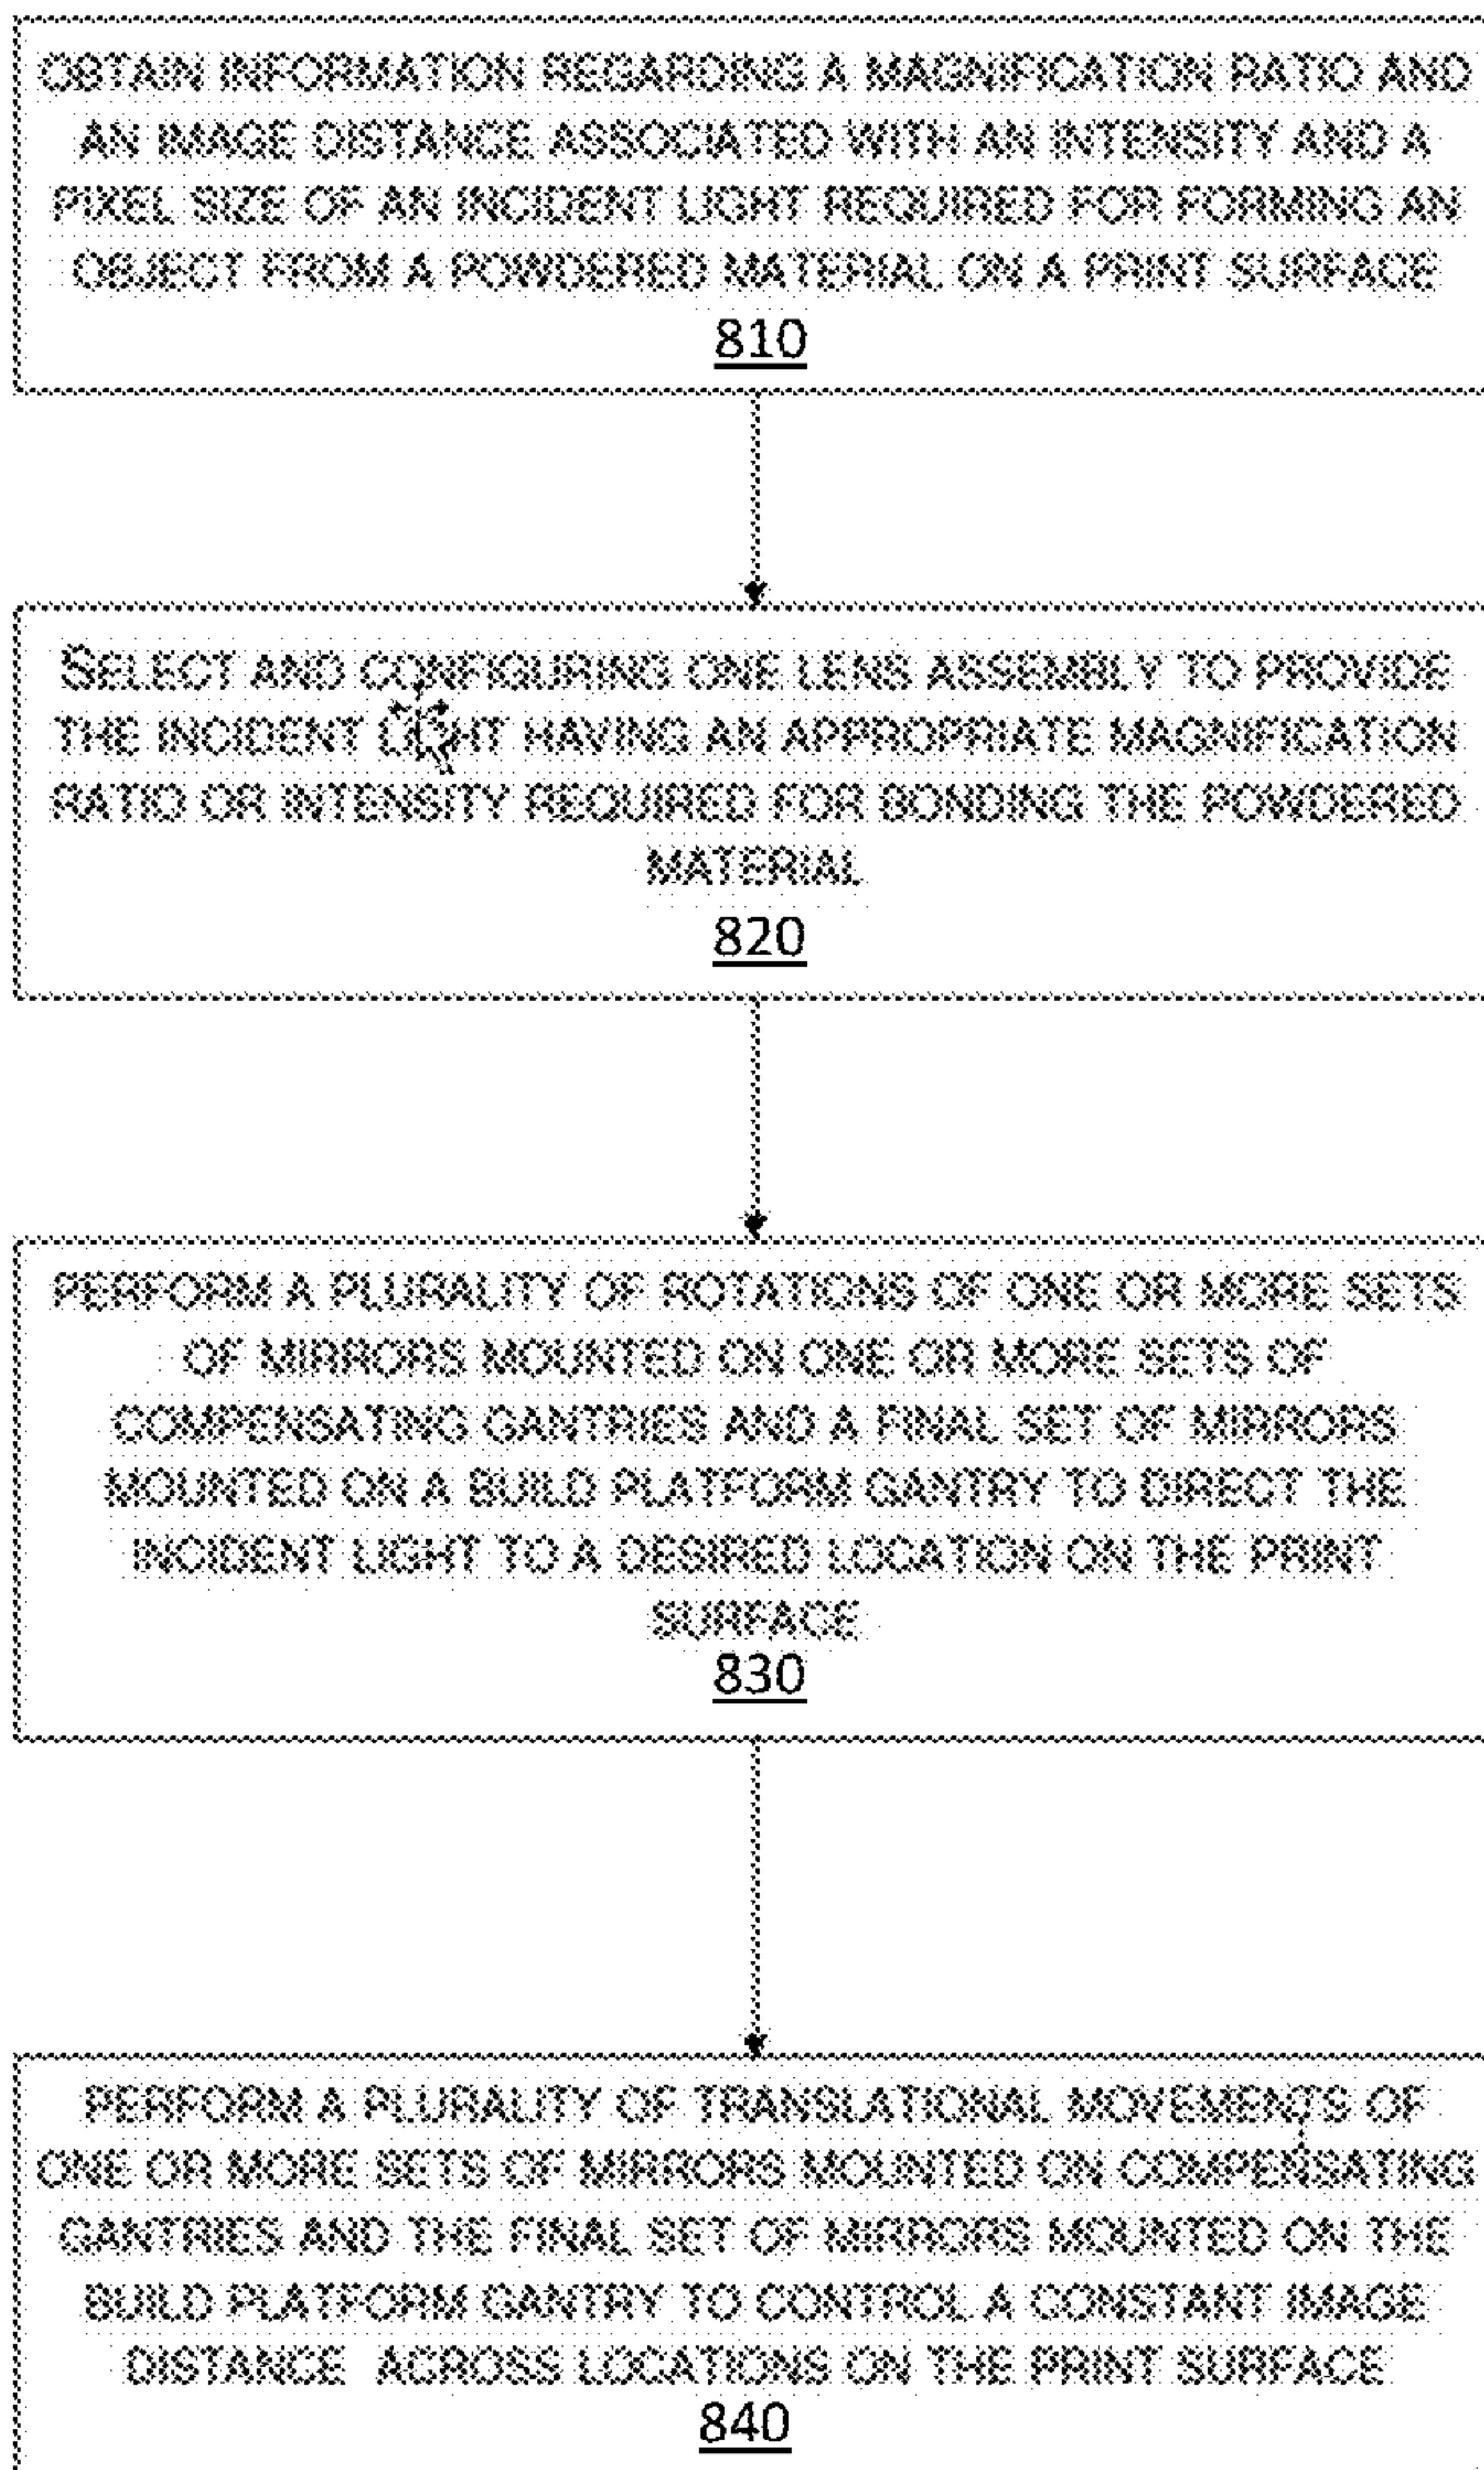 OBTAIN INFORMATION REGARDING A MAGNIFICATION RATIO AND
AN IMAGE DISTANCE ASSOCIATED WITH AN INTENSITY AND A
PIXEL SIZE OF AN INCIDENT LIGHT REQUIRED FOR FORMING AN
OBJECT FROM A POWDERED MATERIAL ON A PRINT SURFACE
810
SELECT AND CONFIGURING ONE LENS ASSEMBLY TO PROVIDE
THE INCIDENT LIGHT HAVING AN APPROPRIATE MAGNIFICATION
RATIO OR INTENSITY REQUIRED FOR BONDING THE POWDERED
MATERIAL
820
PERFORM A PLURALITY OF ROTATIONS OF ONE OR MORE SETS
OF MIRRORS MOUNTED ON ONE OR MORE SETS OF
COMPENSATING GANTRIES AND A FINAL SET OF MIRRORS
MOUNTED ON A BUILD PLATFORM GANTRY TO DIRECT THE
INCIDENT LIGHT TO A DESIRED LOCATION ON THE PRINT
SURFACE
830
PERFORM A PLURALITY OF TRANSLATIONAL MOVEMENTS OF
ONE OR MORE SETS OF MIRRORS MOUNTED ON COMPENSATING
GANTRIES AND THE FINAL SET OF MIRRORS MOUNTED ON THE
BUILD PLATFORM GANTRY TO CONTROL A CONSTANT IMAGE
DISTANCE ACROSS LOCATIONS ON THE PRINT SURFACE
840